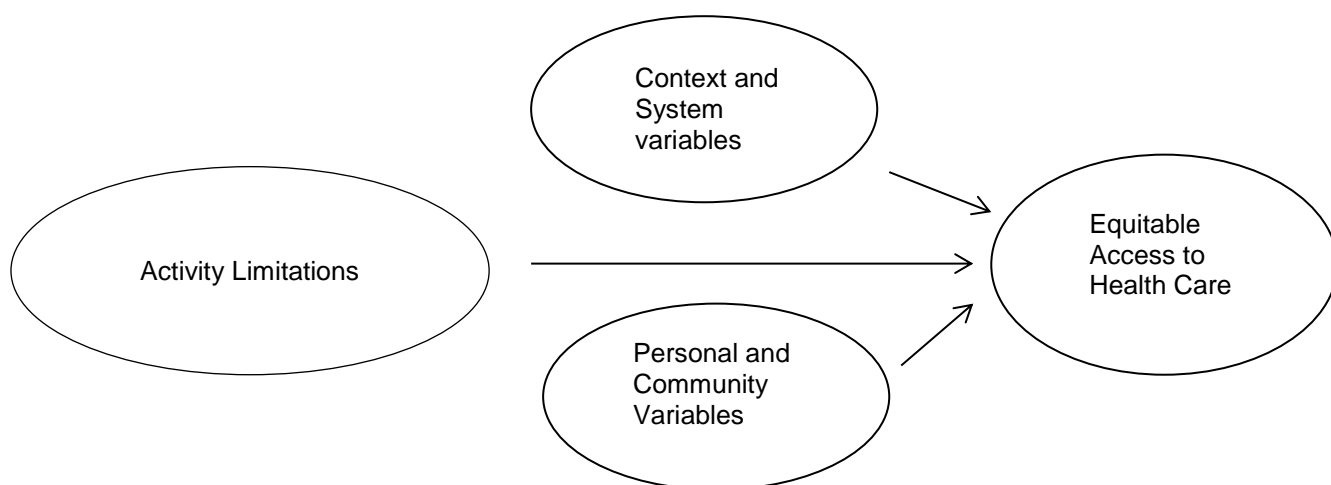 Context and
System
variables
Activity Limitations
Equitable
Access to
Health Care
Personal and
Community
Variables